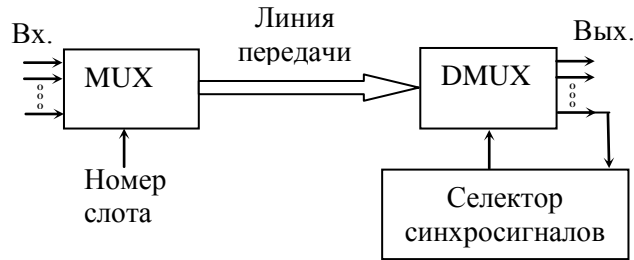 Линия
передачи
Вх.
Вых.
MUX
DMUX
Номер
слота
Селектор
синхросигналов